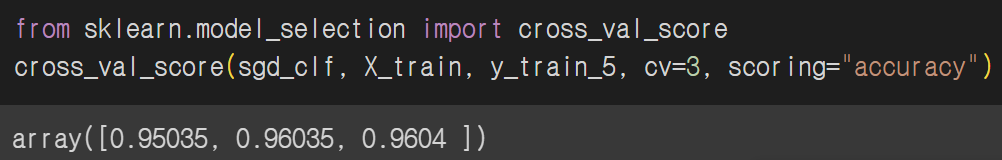 from sklearn.model_selection import cross_val_score
cross_val_score(sgd_clf, X_train, y_train_5, cv=3, scoring="accuracy")
array([0.95035, 0.96035, 0.9604 ])